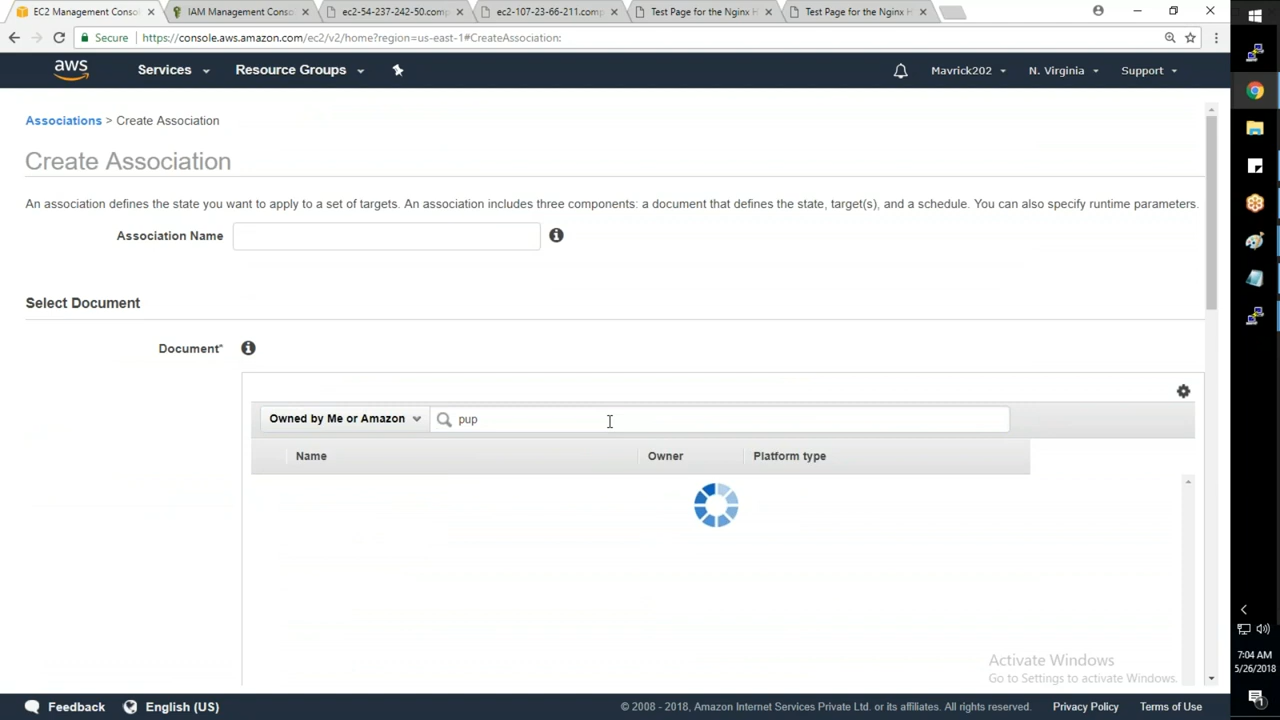 EC2 Management Conso
IAM Management Conso
ec2-54-237-242-50.comp
ec2-107-23-66-211.comp
Test Page for the Nginx H
Test Page for the Nginx H
Secure
https://console.aws.amazon.com/ec2/v2/home?region=us-east-1#CreateAssociation:
aws
Services
Resource Groups
Mavrick202
N. Virginia
Support
Associations > Create Association
Create Association
An association defines the state you want to apply to a set of targets. An association includes three components: a document that defines the state, target(s), and a schedule. You can also specify runtime parameters.
Association Name
Select Document
Document*
Owned by Me or Amazon
pup
Name
Owner
Platform type
Activate Windows
Go to Settings to activate Windows.
7:04 AM
5/26/2018
Feedback
English (US)
© 2008 - 2018, Amazon Internet Services Private Ltd. or its affiliates. All rights reserved.
Privacy Policy
Terms of Use